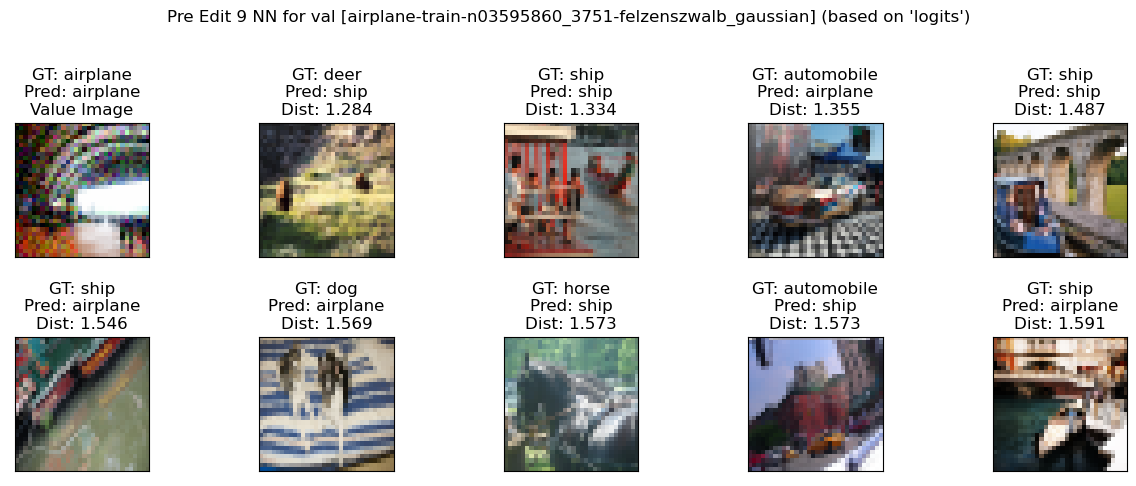 Pre Edit 9 NN for val [airplane-train-n03595860_3751-felzenszwalb_gaussian] (based on 'logits')
GT: airplane
Pred: airplane
Value Image
GT: deer
Pred: ship
Dist: 1.284
GT: ship
Pred: ship
Dist: 1.334
GT: automobile
Pred: airplane
Dist: 1.355
GT: ship
Pred: ship
Dist: 1.487
GT: ship
Pred: airplane
Dist: 1.546
GT: dog
Pred: airplane
Dist: 1.569
GT: horse
Pred: ship
Dist: 1.573
GT: automobile
Pred: ship
Dist: 1.573
GT: ship
Pred: airplane
Dist: 1.591